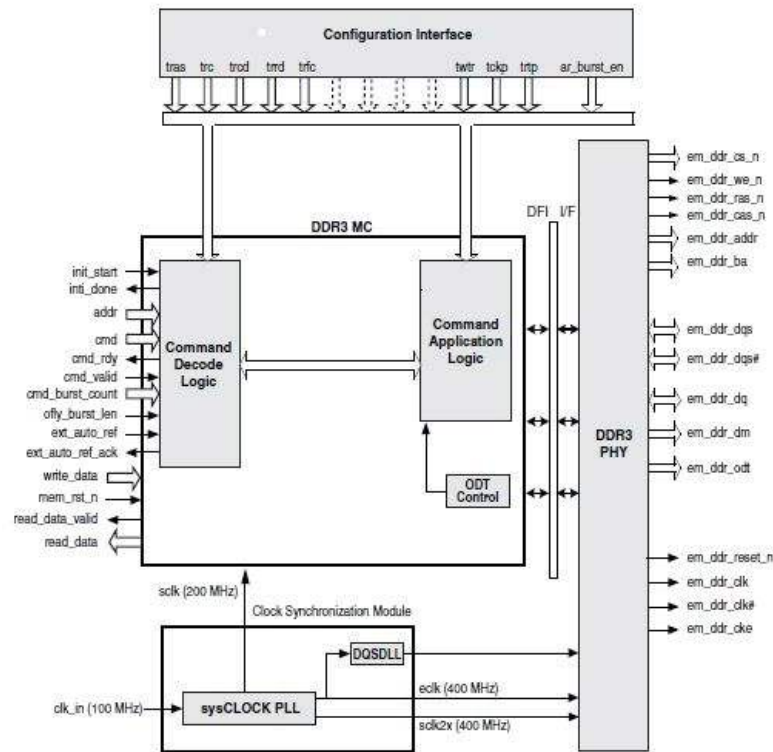 Configuration Interface
tras trc trcd trrd trfc twtr tckp trtp ar_burst_en
em_ddr_cs_n
em_ddr_we_n
em_ddr_ras_n
em_ddr_cas_n
em_ddr_addr
em_ddr_ba
DFI I/F
DDR3 MC
init_start
inti_done
addr
cmd
cmd_rdy
cmd_valid
cmd_burst_count
ofly_burst_len
ext_auto_ref
ext_auto_ref_ack
write_data
mem_rst_n
read_data_valid
read_data
Command
Decode
Logic
Command
Application
Logic
ODT
Control
em_ddr_dqs
em_ddr_dqs#
em_ddr_dq
em_ddr_dm
em_ddr_odt
DDR3
PHY
em_ddr_reset_n
em_ddr_clk
em_ddr_clk#
em_ddr_cke
sclk (200 MHz)
Clock Synchronization Module
DQSDLL
clk_in (100 MHz)
sysCLOCK PLL
eclk (400 MHz)
sclk2x (400 MHz)